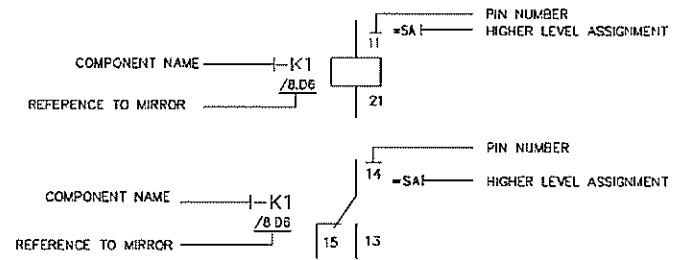 PIN NUMBER
11 =SA HIGHER LEVEL ASSIGNMENT
COMPONENT NAME -K1
/8.D6
REFERENCE TO MIRROR 21
PIN NUMBER
14
=SA HIGHER LEVEL ASSIGNMENT
COMPONENT NAME -K1
/8.D6
REFERENCE TO MIRROR 15 13